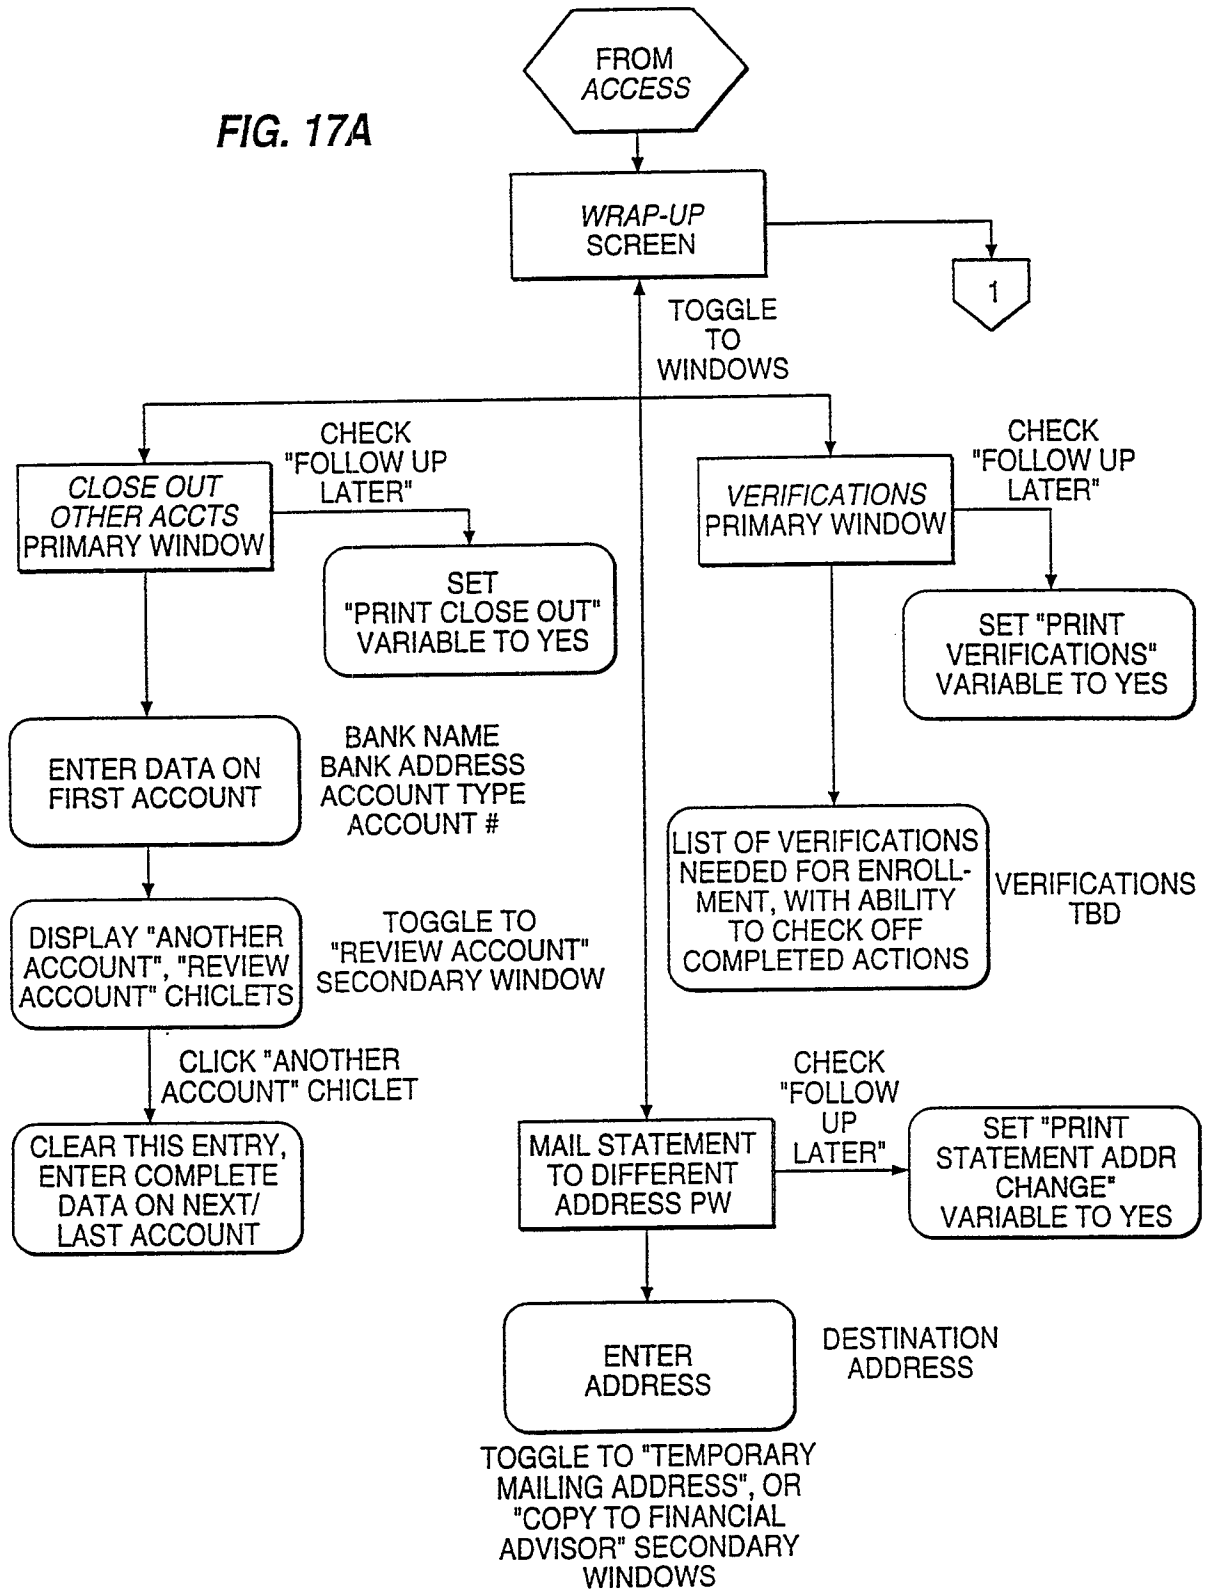 FROM
ACCESS
FIG. 17A
WRAP-UP
SCREEN
1
TOGGLE
TO
WINDOWS
CHECK
"FOLLOW UP
LATER"
CLOSE OUT
OTHER ACCTS
PRIMARY WINDOW
SET
"PRINT CLOSE OUT"
VARIABLE TO YES
CHECK
"FOLLOW UP
LATER"
VERIFICATIONS
PRIMARY WINDOW
SET "PRINT
VERIFICATIONS"
VARIABLE TO YES
ENTER DATA ON
FIRST ACCOUNT
BANK NAME
BANK ADDRESS
ACCOUNT TYPE
ACCOUNT #
LIST OF VERIFICATIONS
NEEDED FOR ENROLL-
MENT, WITH ABILITY
TO CHECK OFF
COMPLETED ACTIONS
VERIFICATIONS
TBD
DISPLAY "ANOTHER
ACCOUNT", "REVIEW
ACCOUNT" CHICLETS
TOGGLE TO
"REVIEW ACCOUNT"
SECONDARY WINDOW
CLICK "ANOTHER
ACCOUNT" CHICLET
CLEAR THIS ENTRY,
ENTER COMPLETE
DATA ON NEXT/
LAST ACCOUNT
MAIL STATEMENT
TO DIFFERENT
ADDRESS PW
CHECK
"FOLLOW
UP
LATER"
SET "PRINT
STATEMENT ADDR
CHANGE"
VARIABLE TO YES
ENTER
ADDRESS
DESTINATION
ADDRESS
TOGGLE TO "TEMPORARY
MAILING ADDRESS", OR
"COPY TO FINANCIAL
ADVISOR" SECONDARY
WINDOWS